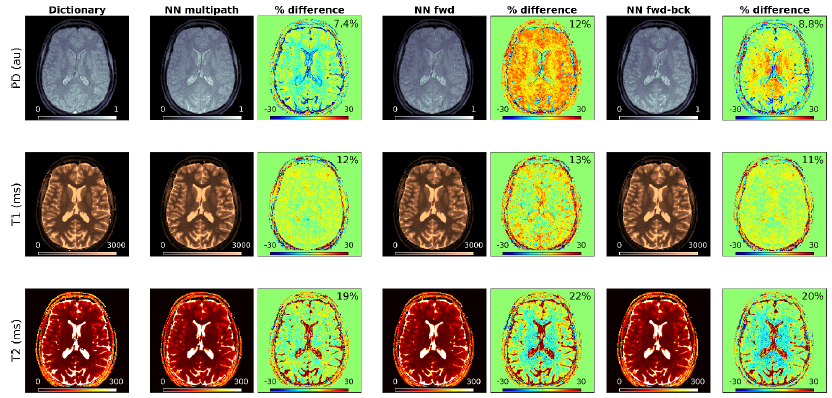 Dictionary NN multipath % difference NN fwd % difference NN fwd-bck % difference
PD (au)
7.4% 12% 8.8%
0 1 0 1 -30 30 0 1 -30 30 0 1 -30 30
T1 (ms)
12% 13% 11%
0 3000 0 3000 -30 30 0 3000 -30 30 0 3000 -30 30
T2 (ms)
19% 22% 20%
0 300 0 300 -30 30 0 300 -30 30 0 300 -30 30